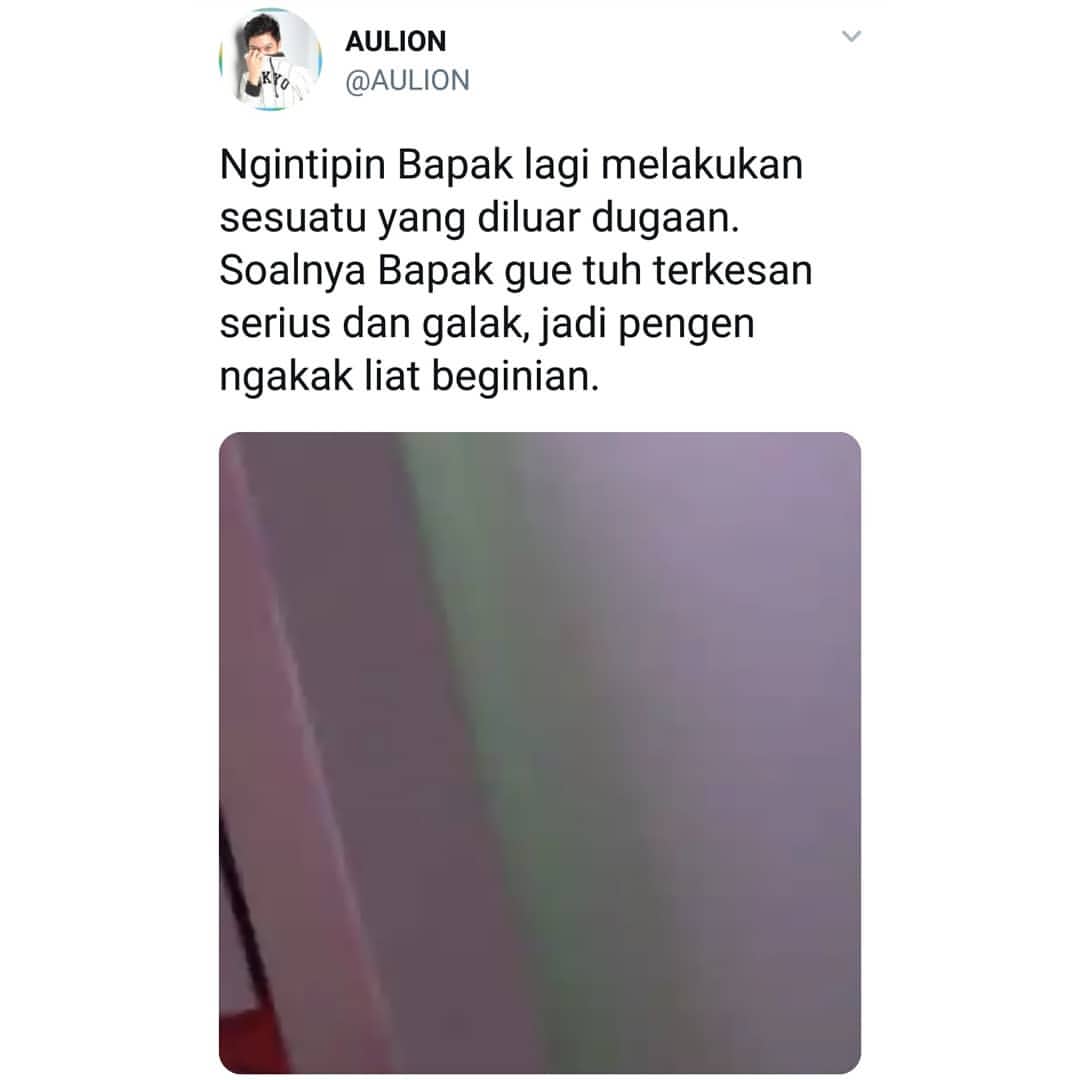 AULION
@AULION
Ngintipin Bapak lagi melakukan
sesuatu yang diluar dugaan.
Soalnya Bapak gue tuh terkesan
serius dan galak, jadi pengen
ngakak liat beginian.